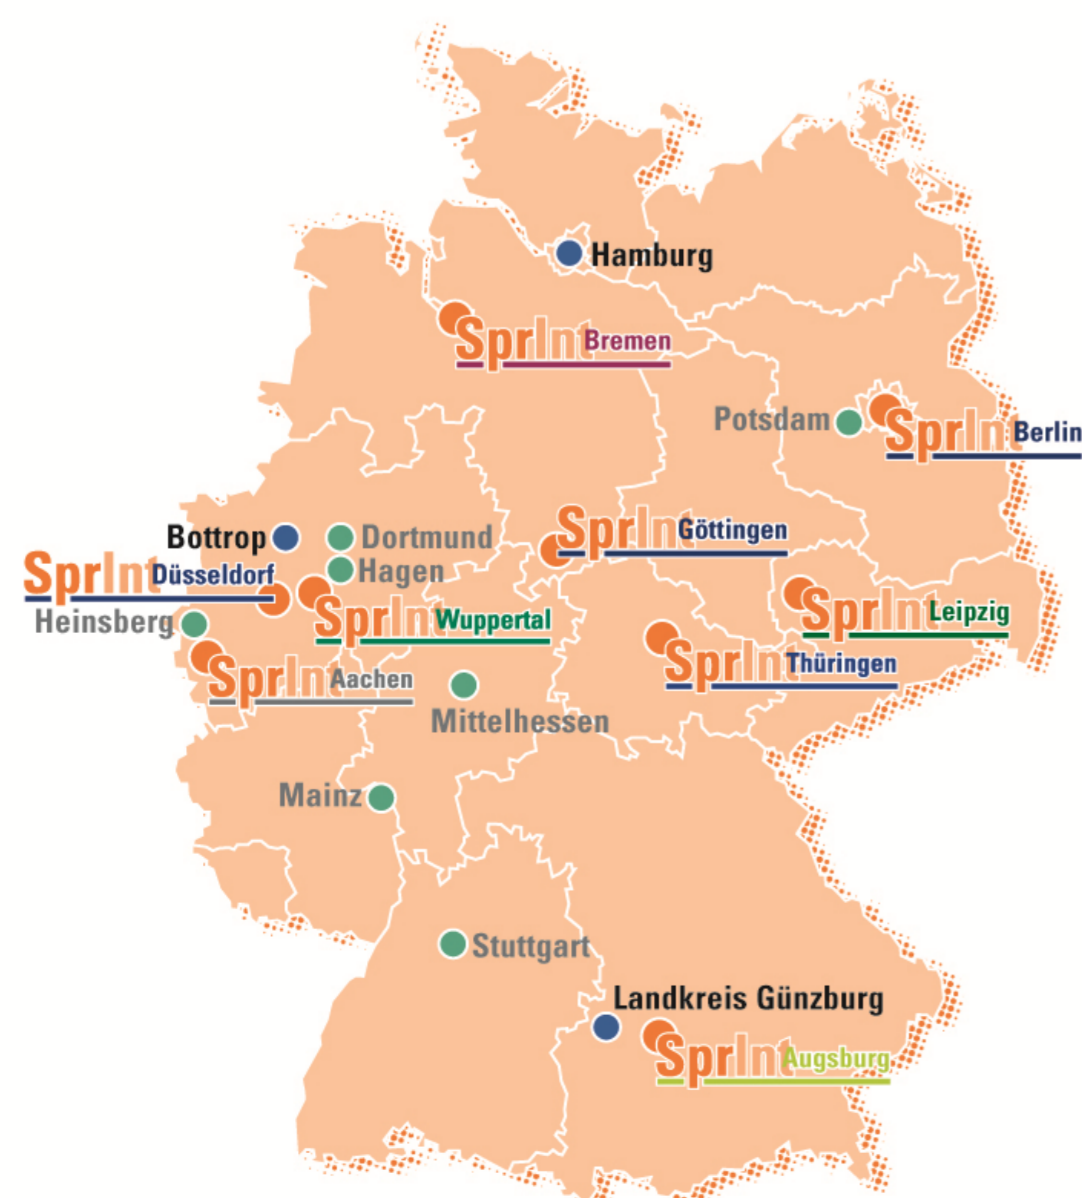 Hamburg
SprInt Bremen
Potsdam
SprInt Berlin
SprInt Göttingen
Bottrop
Dortmund
SprInt Düsseldorf
Hagen
Heinsberg
SprInt Wuppertal
SprInt Leipzig
SprInt Thüringen
SprInt Aachen
Mittelhessen
Mainz
Stuttgart
Landkreis Günzburg
SprInt Augsburg